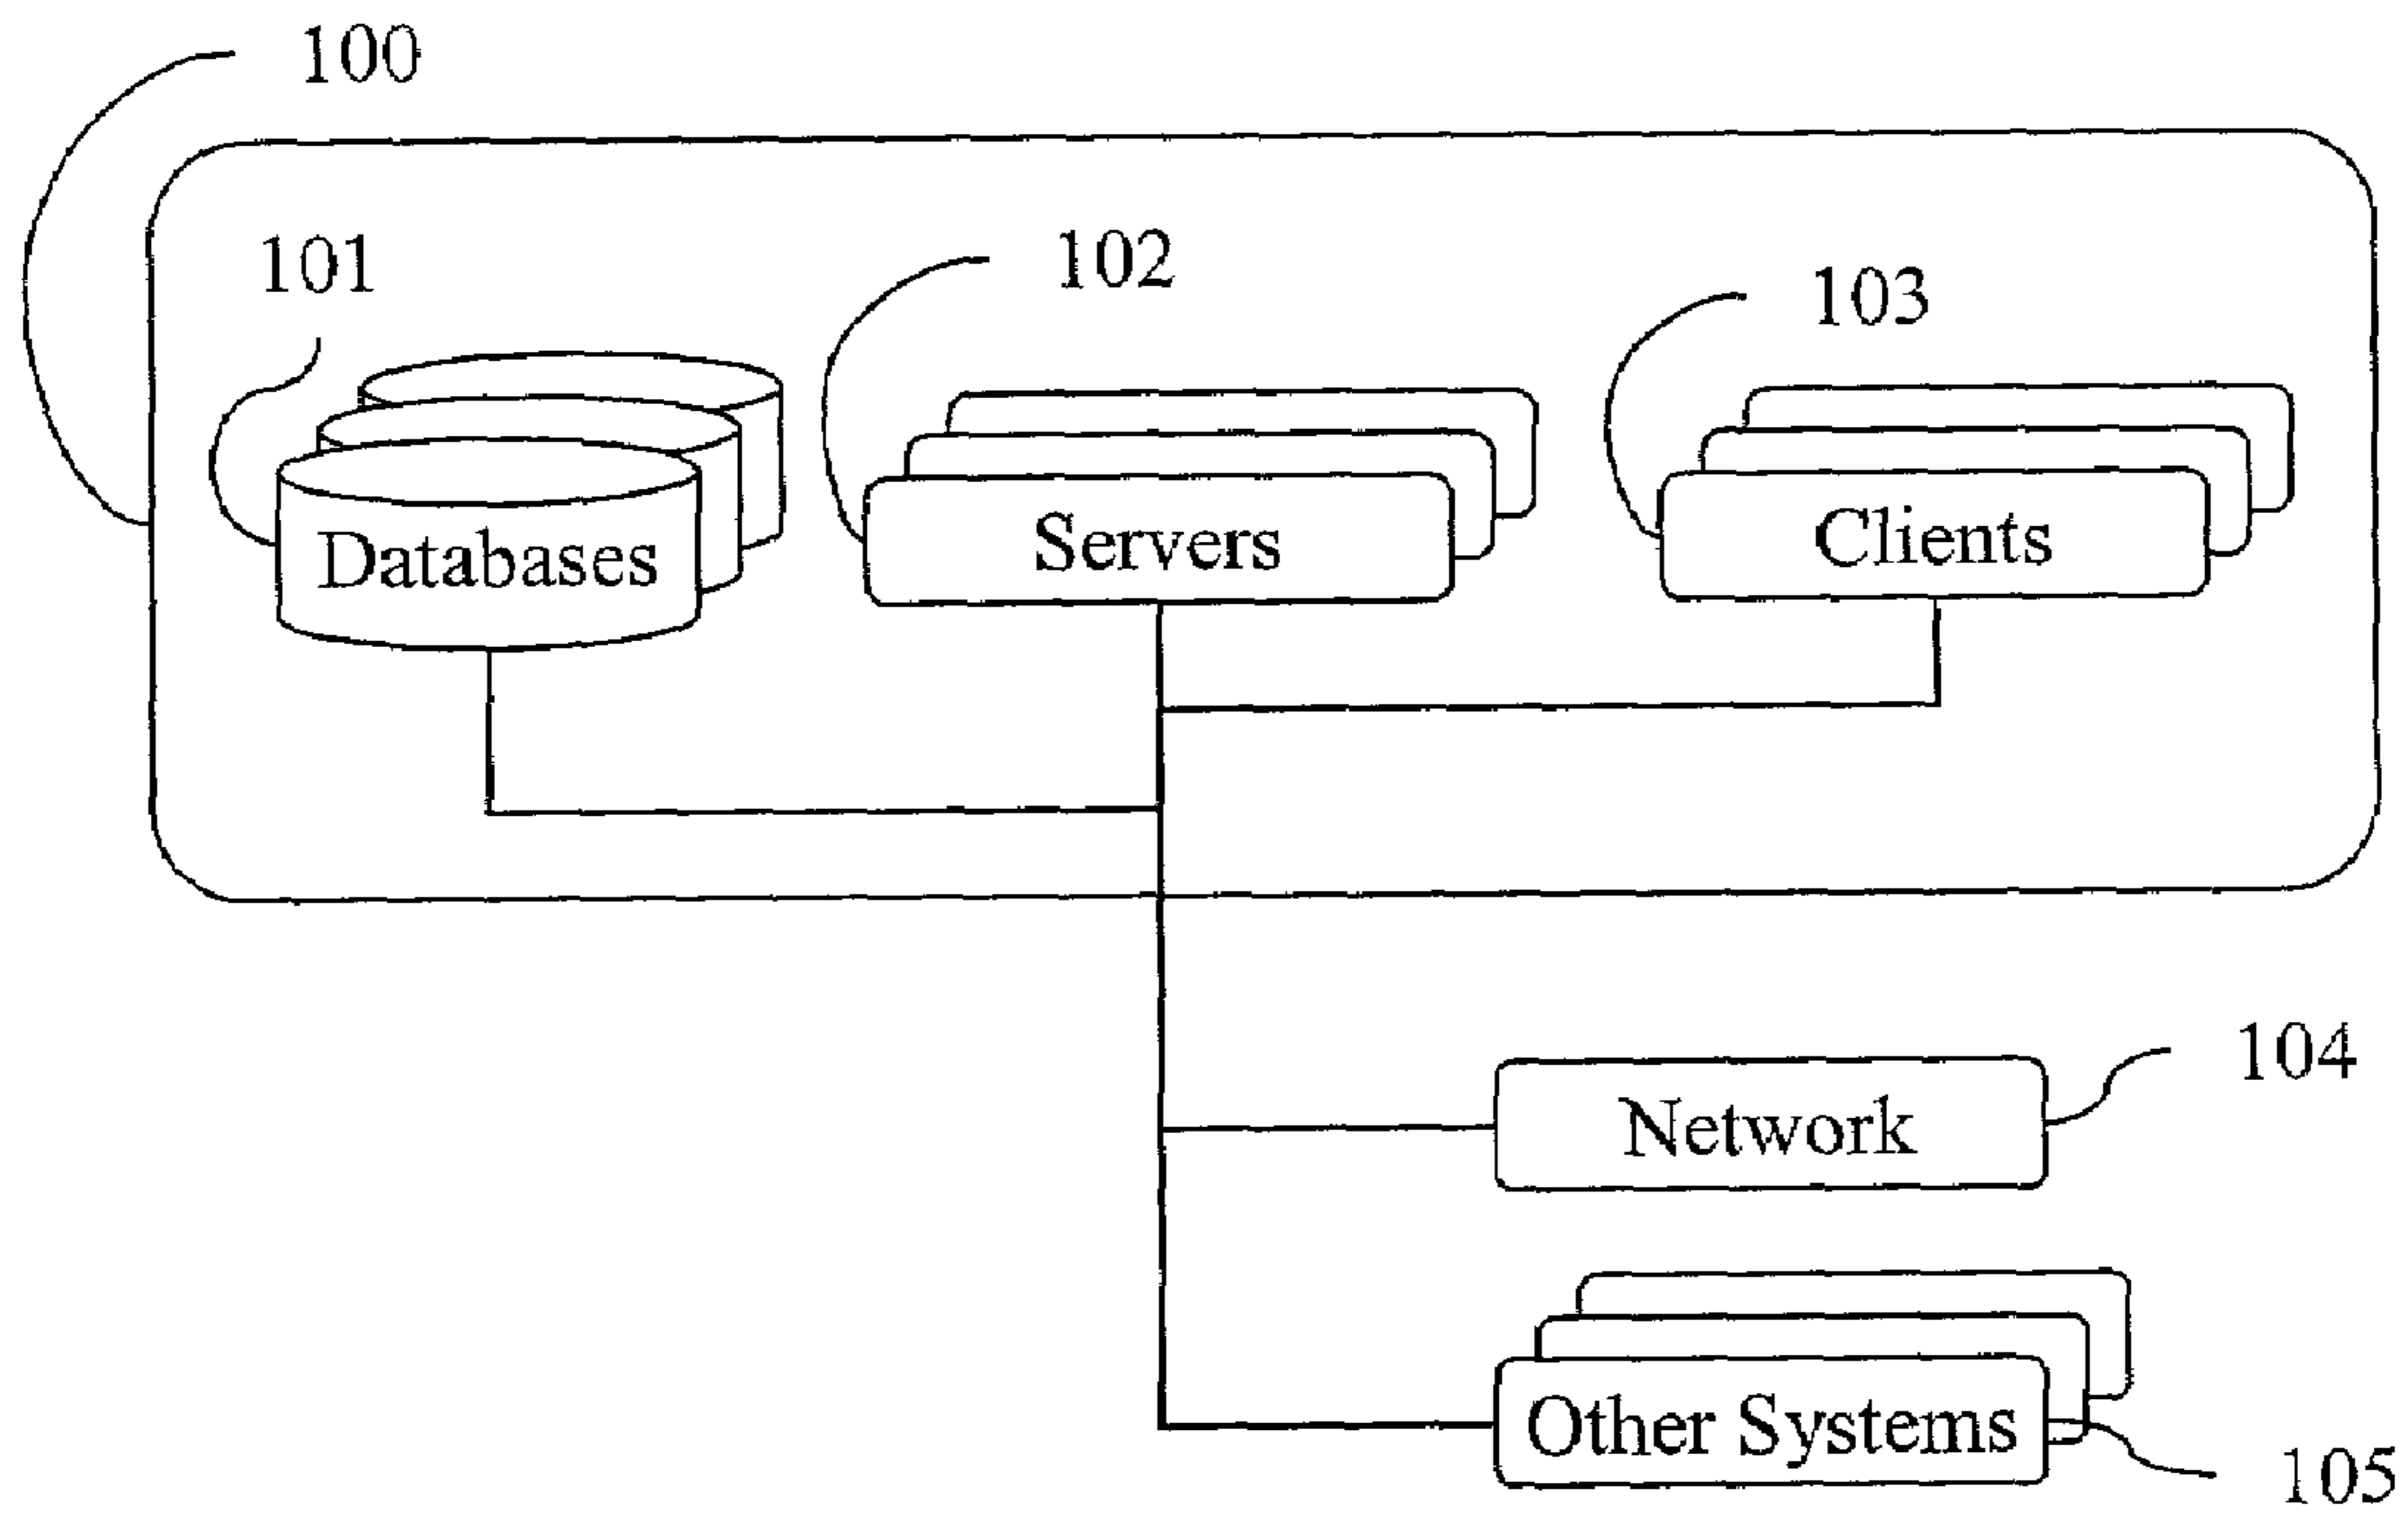 100
101
102
103
Databases
Servers
Clients
104
Network
Other Systems
105